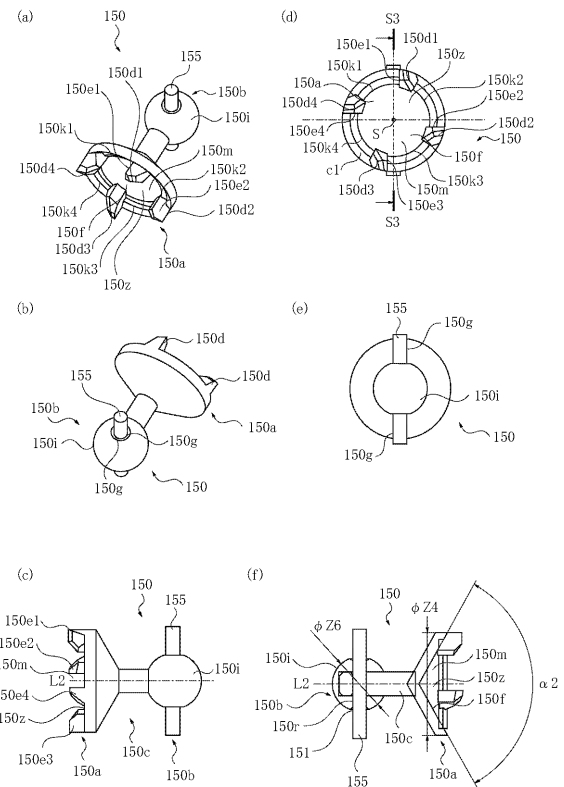 (a)
150
155
150d1
150e1
150b
150i
150k1
150m
150d4
150k2
150e2
150k4
150d2
150f
150d3
150k3
150a
150z
(d)
S3
150d1
150e1
150z
150k1
150k2
150a
150e2
150d4
150d2
150e4
S
150
150k4
150f
c1
150k3
150d3
150m
150e3
S3
(b)
150d
155
150d
150b
150a
150i
150g
150g
150
(e)
155
150g
150i
150
150g
(c)
150
150e1
155
150e2
150m
150i
L2
150e4
150z
150c
150e3
150a
150b
(f)
150
φZ4
φZ6
150i
150m
L2
150z
α2
150b
150f
150r
150c
151
150a
155